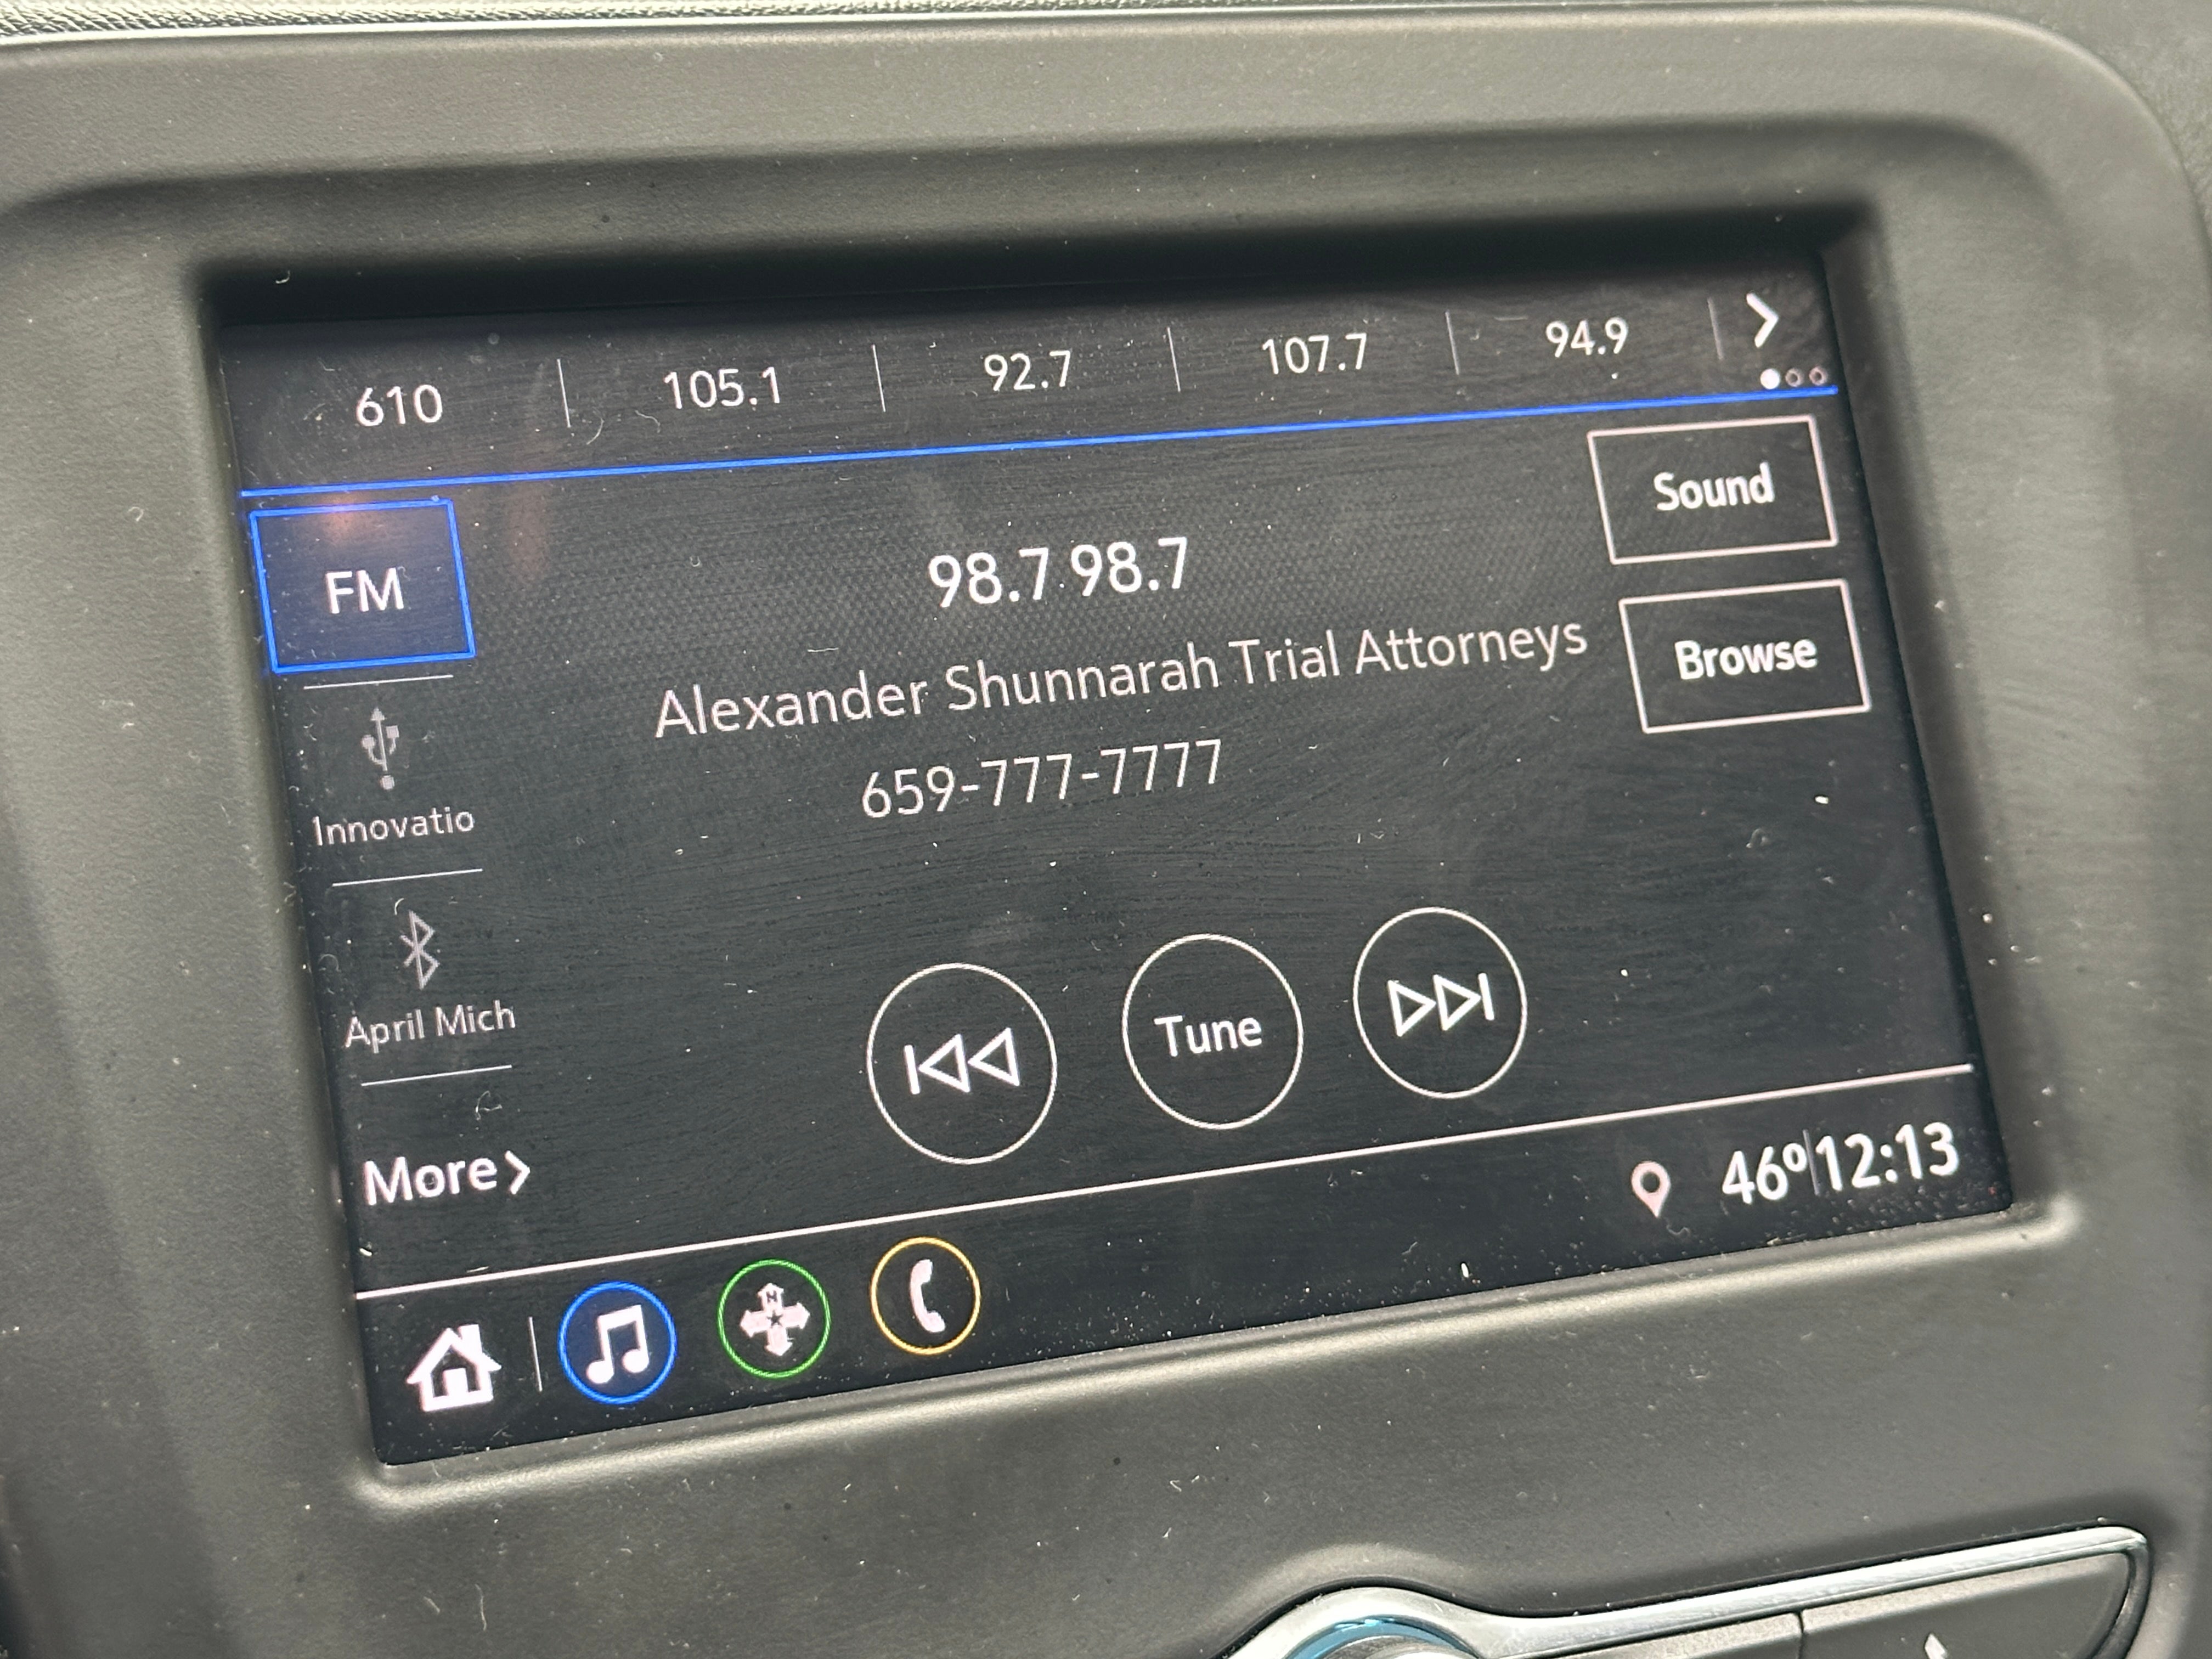 610 105.1 92.7 107.7 94.9
FM
98.7 98.7
Sound
Alexander Shunnarah Trial Attorneys
Browse
659-777-7777
Innovatio
April Mich
Tune
More
46º 12:13
N